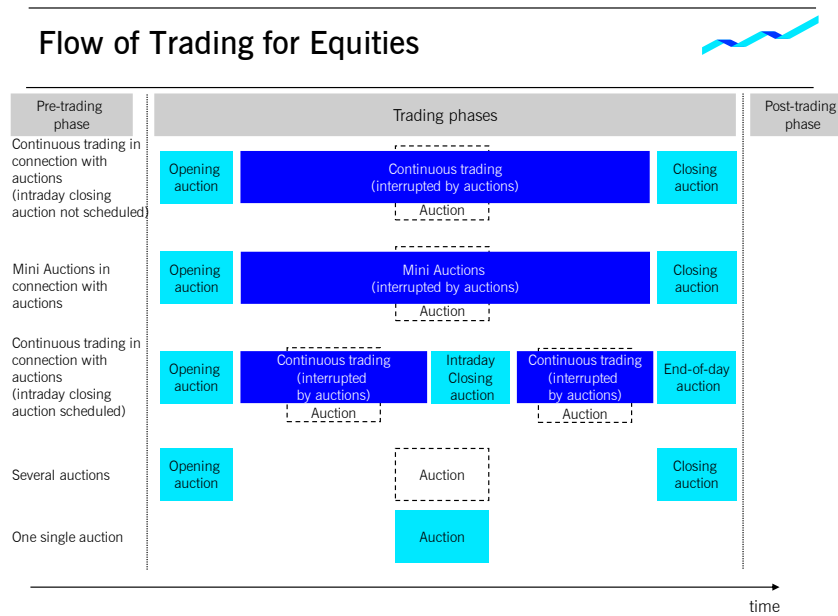 Flow of Trading for Equities
Pre-trading
phase
Trading phases
Post-trading
phase
Continuous trading in
connection with
auctions
(intraday closing
auction not scheduled)
Opening
auction
Continuous trading
(interrupted by auctions)
Auction
Closing
auction
Mini Auctions in
connection with
auctions
Opening
auction
Mini Auctions
(interrupted by auctions)
Auction
Closing
auction
Continuous trading in
connection with
auctions
(intraday closing
auction scheduled)
Opening
auction
Continuous trading
(interrupted
by auctions)
Auction
Intraday
Closing
auction
Continuous trading
(interrupted
by auctions)
Auction
End-of-day
auction
Several auctions
Opening
auction
Auction
Closing
auction
One single auction
Auction
time